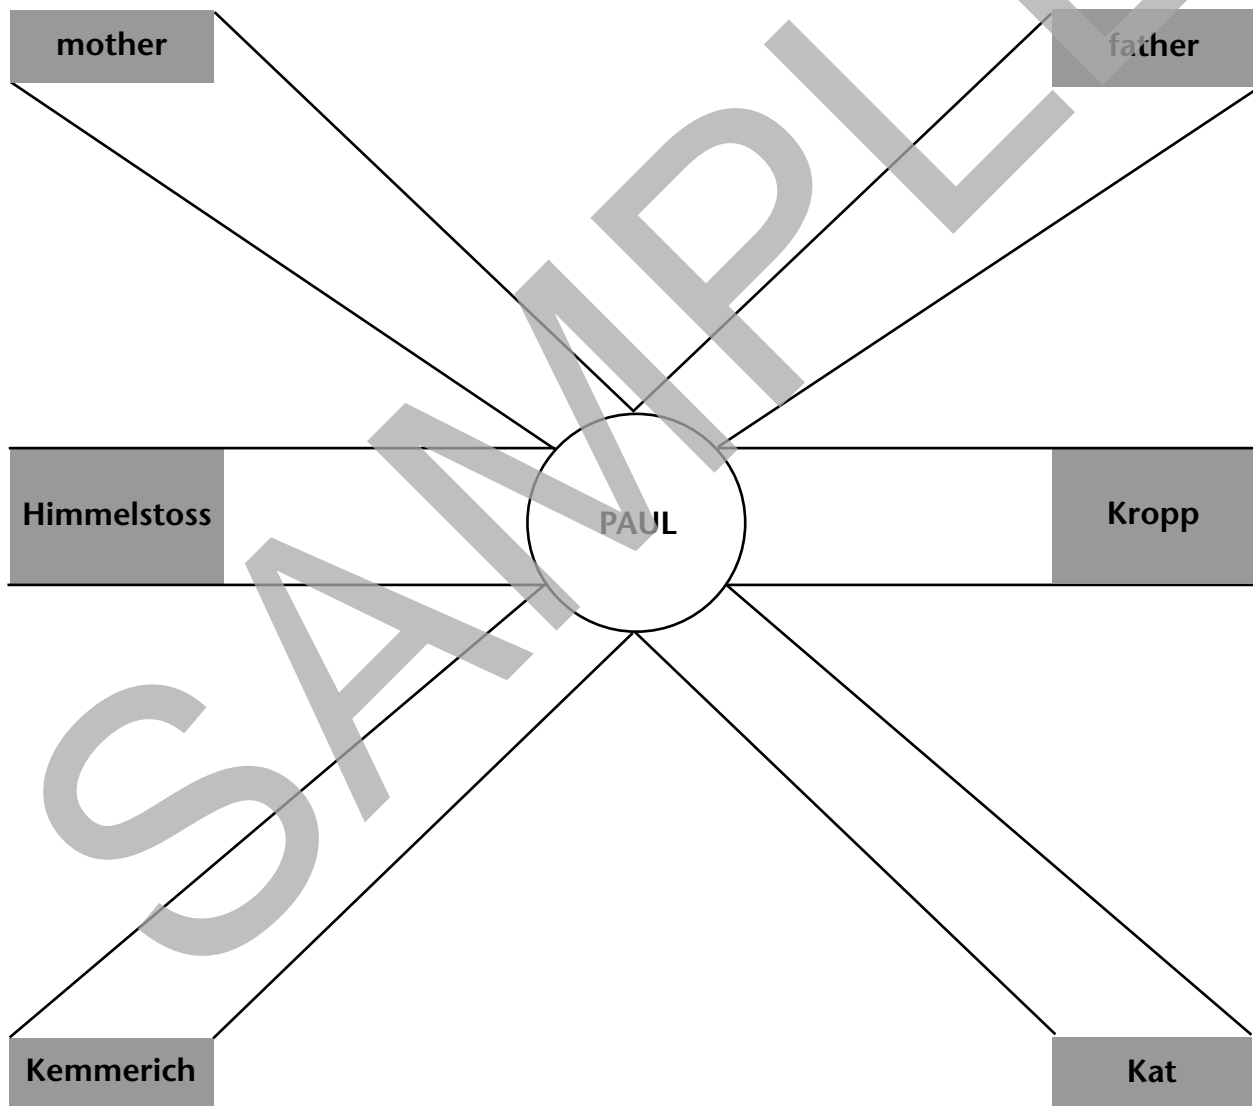 mother
father
Himmelstoss
PAUL
Kropp
Kemmerich
Kat
SAMPLE